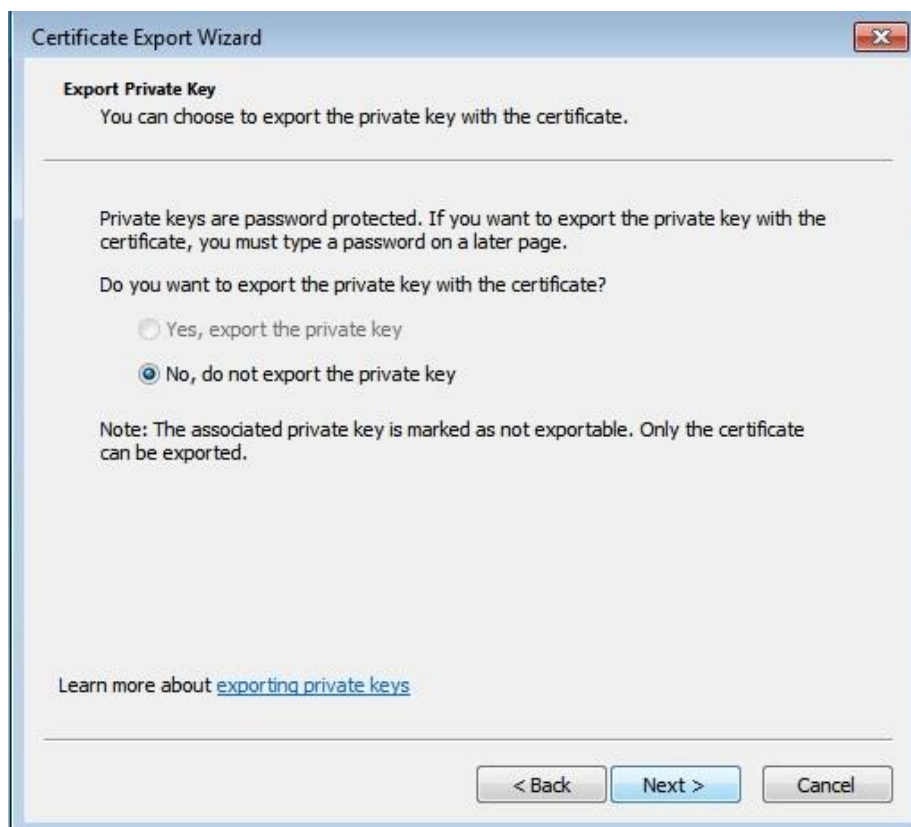 Certificate Export Wizard
Export Private Key
You can choose to export the private key with the certificate.
Private keys are password protected. If you want to export the private key with the
certificate, you must type a password on a later page.
Do you want to export the private key with the certificate?
Yes, export the private key
No, do not export the private key
Note: The associated private key is marked as not exportable. Only the certificate
can be exported.
Learn more about exporting private keys
< Back Next > Cancel